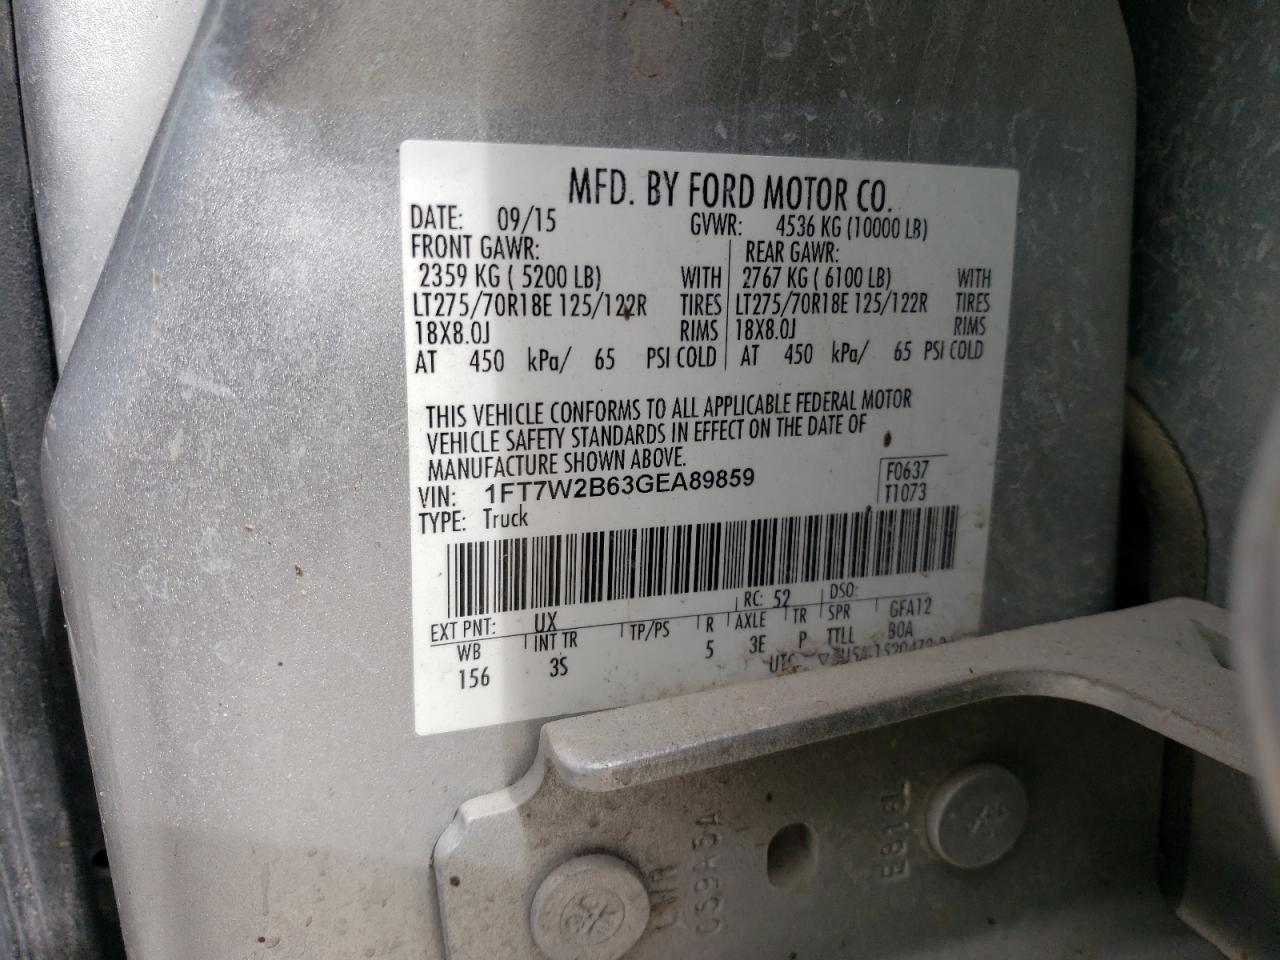 MFD. BY FORD MOTOR CO.
DATE: 09/15 GVWR: 4536 KG (10000 LB)
FRONT GAWR: REAR GAWR:
2359 KG ( 5200 LB) WITH 2767 KG ( 6100 LB) WITH
LT275/70R18E 125/122R TIRES LT275/70R18E 125/122R TIRES
18X8.0J RIMS 18X8.0J RIMS
AT 450 kPa/ 65 PSI COLD AT 450 kPa/ 65 PSI COLD
THIS VEHICLE CONFORMS TO ALL APPLICABLE FEDERAL MOTOR
VEHICLE SAFETY STANDARDS IN EFFECT ON THE DATE OF
MANUFACTURE SHOWN ABOVE.
VIN: 1FT7W2B63GEA89859 F0637
TYPE: Truck T1073
EXT PNT: UX RC: 52 DSO:
WB INT TR TP/PS R AXLE TR SPR GFA12
156 3S 5 3E P TTLL BOA
059A5A
E8181